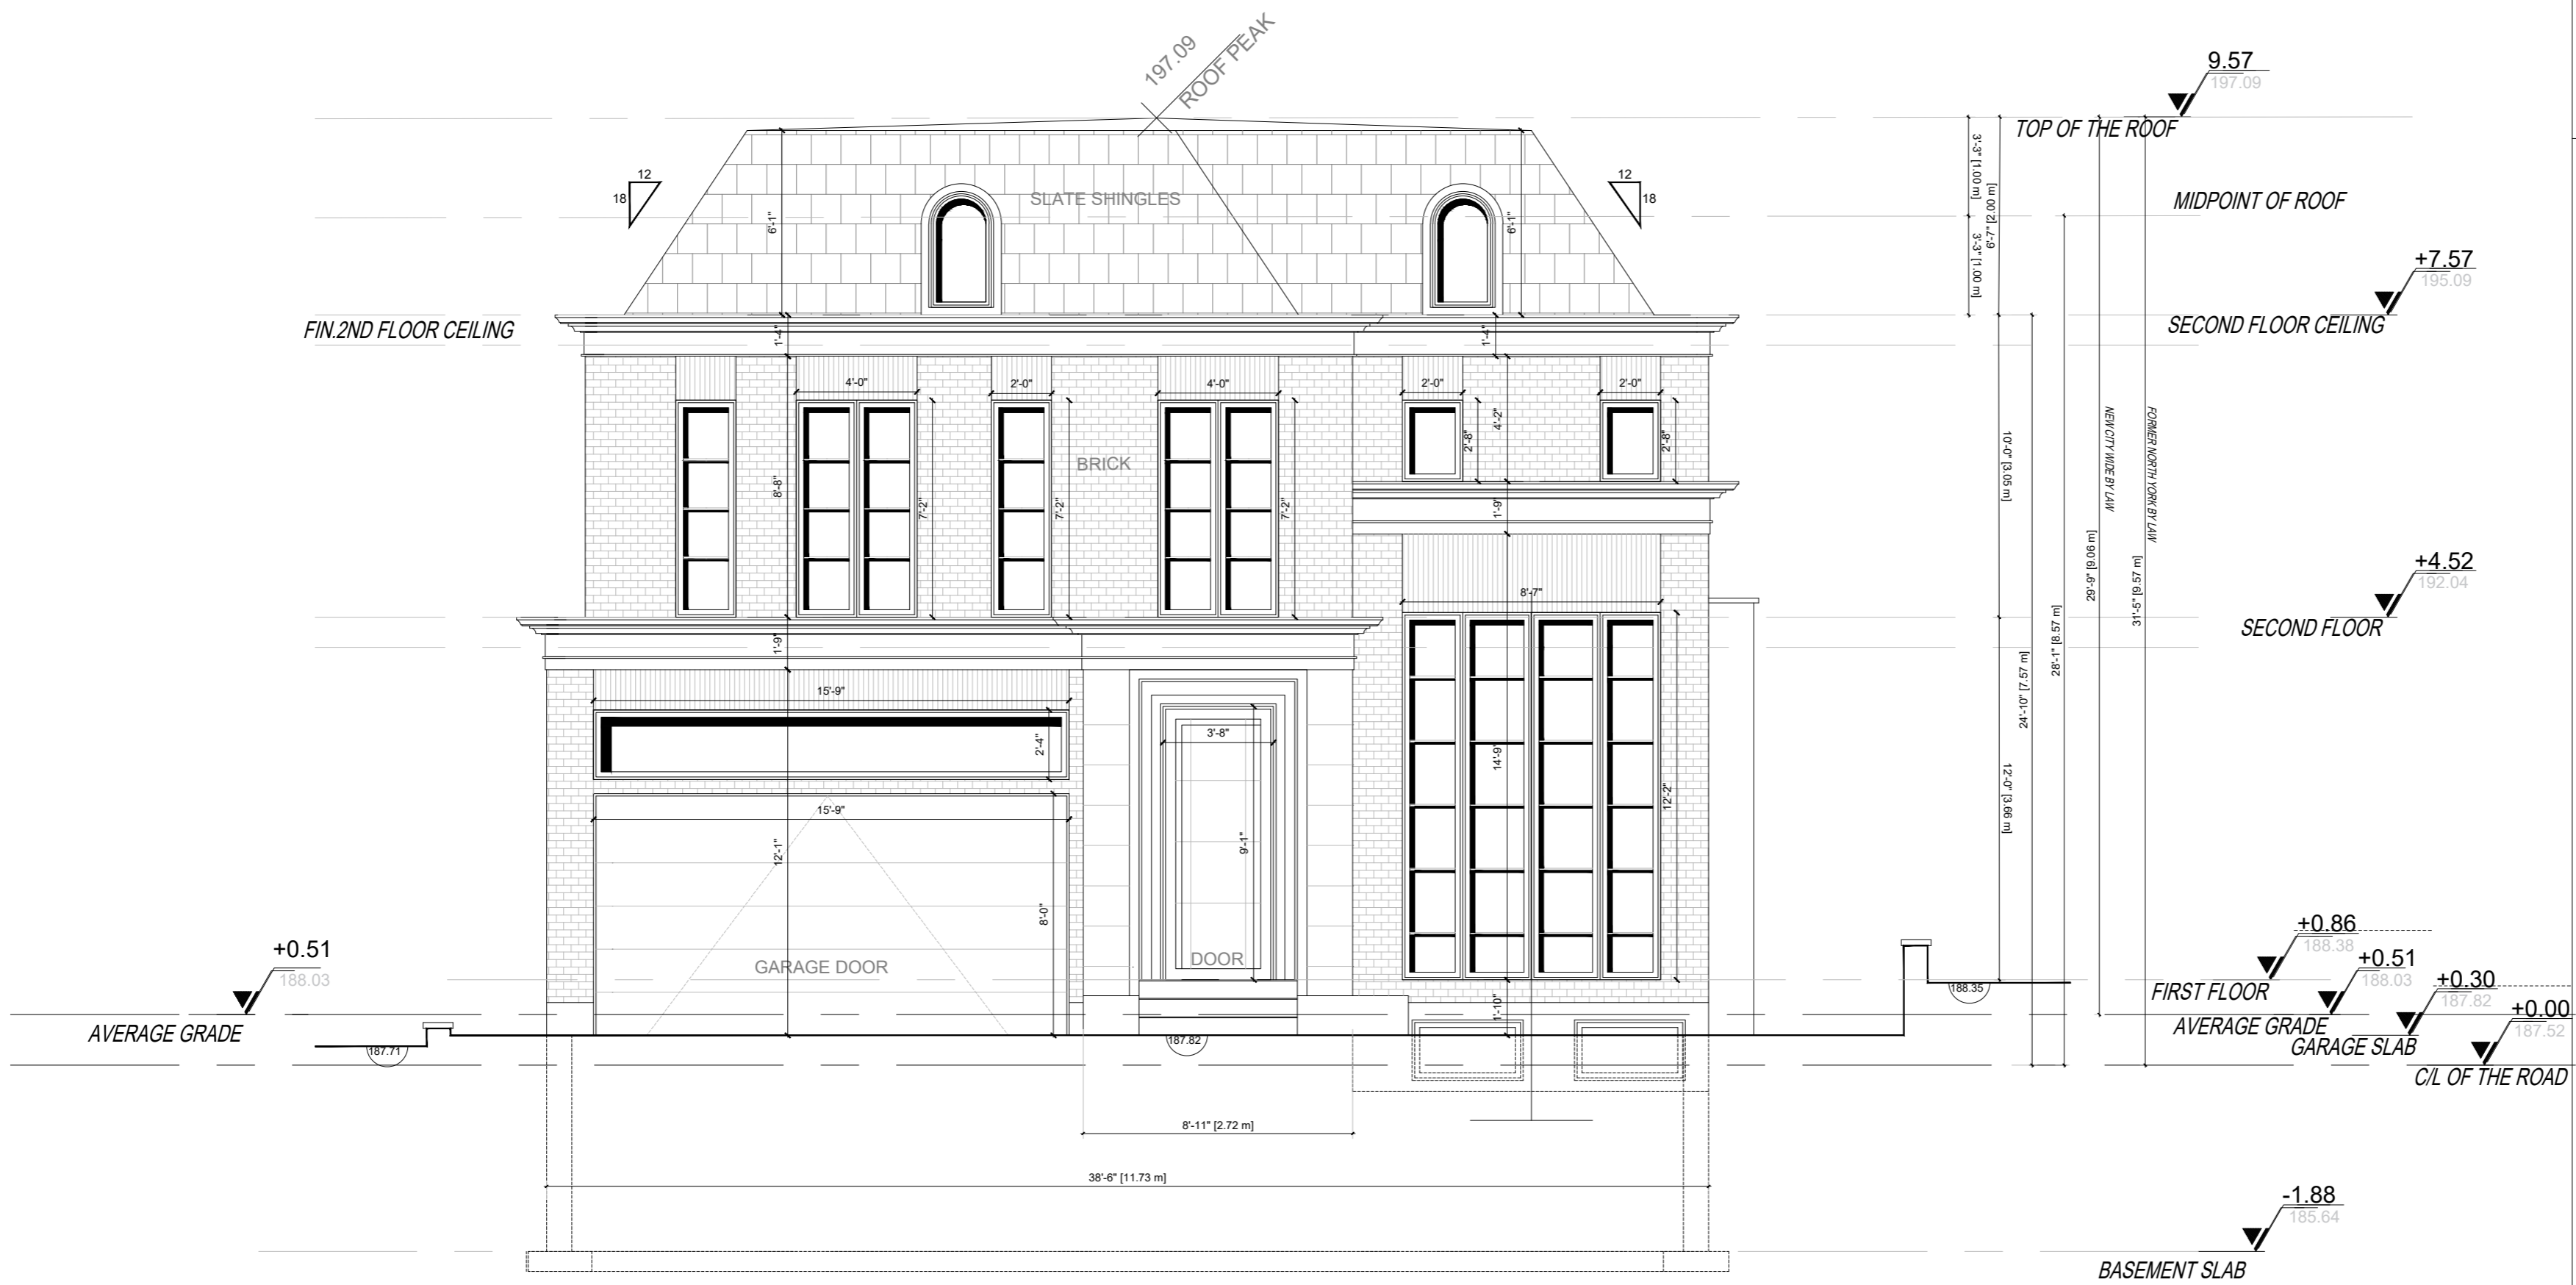 197.09
ROOF PEAK
9.57
197.09
TOP OF THE ROOF
12
18
SLATE SHINGLES
12
18
6'-1"
6'-1"
3'-3" [1.00 m]
6'-7" [2.00 m]
3'-3" [1.00 m]
MIDPOINT OF ROOF
+7.57
195.09
SECOND FLOOR CEILING
FIN.2ND FLOOR CEILING
1'-4"
1'-4"
4'-0"
2'-0"
4'-0"
2'-0"
2'-0"
4'-2"
2'-8"
2'-8"
BRICK
8'-8"
7'-2"
7'-2"
7'-2"
1'-9"
10'-0" [3.05 m]
NEW CITY WIDE BY LAW
FORMER NORTH YORK BY LAW
29'-9" [9.06 m]
31'-5" [9.57 m]
+4.52
192.04
SECOND FLOOR
8'-7"
1'-9"
28'-1" [8.57 m]
24'-10" [7.57 m]
15'-9"
2'-4"
3'-8"
14'-9"
12'-2"
12'-0" [3.66 m]
15'-9"
12'-1"
9'-1"
8'-0"
GARAGE DOOR
DOOR
+0.51
188.03
AVERAGE GRADE
187.71
187.82
1'-10"
188.35
+0.86
188.38
FIRST FLOOR
+0.51
188.03
AVERAGE GRADE
+0.30
187.82
GARAGE SLAB
+0.00
187.52
C/L OF THE ROAD
8'-11" [2.72 m]
38'-6" [11.73 m]
-1.88
185.64
BASEMENT SLAB